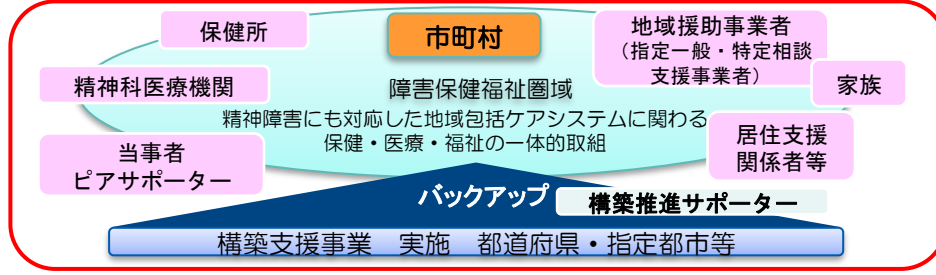 保健所
市町村
地域援助事業者
（指定一般・特定相談
支援事業者）
精神科医療機関
障害保健福祉圏域
家族
精神障害にも対応した地域包括ケアシステムに関わる
保健・医療・福祉の一体的取組
居住支援
関係者等
当事者
ピアサポーター
バックアップ
構築推進サポーター
構築支援事業　実施　都道府県・指定都市等